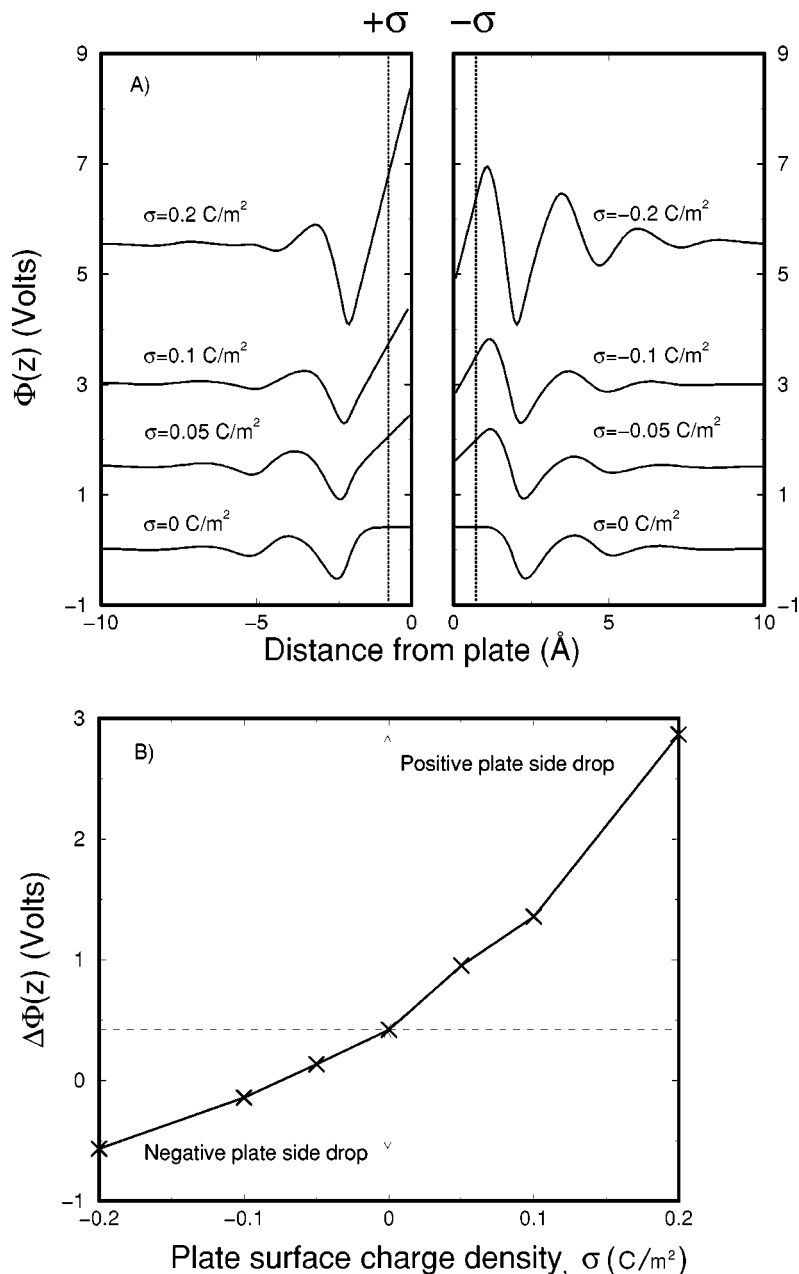 +σ −σ
A)
9 9
7 7
5 5
3 3
1 1
−1 −1
σ=0.2 C/m²
σ=−0.2 C/m²
σ=0.1 C/m²
σ=−0.1 C/m²
σ=0.05 C/m²
σ=−0.05 C/m²
σ=0 C/m²
σ=0 C/m²
Φ(z) (Volts)
−10 −5 0 0 5 10
Distance from plate (Å)
B)
3
2
1
0
−1
Positive plate side drop
Negative plate side drop
ΔΦ(z) (Volts)
−0.2 −0.1 0 0.1 0.2
Plate surface charge density, σ (C/m²)